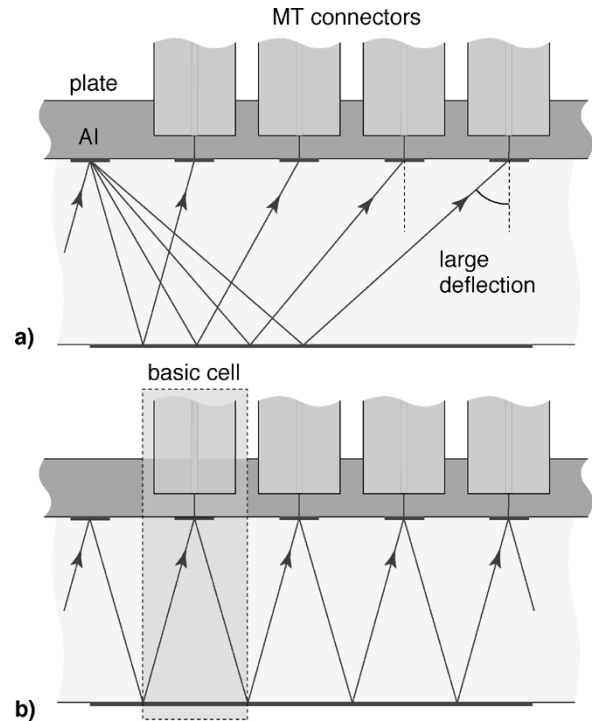 MT connectors
plate
Al
large
deflection
a)
basic cell
b)